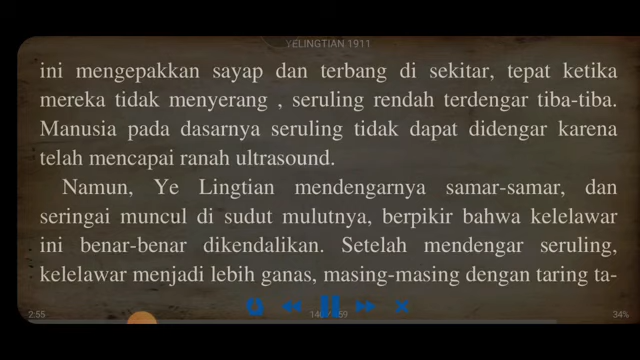 YELINGTIAN 1911
ini mengepakkan sayap dan terbang di sekitar, tepat ketika
mereka tidak menyerang , seruling rendah terdengar tiba-tiba.
Manusia pada dasarnya seruling tidak dapat didengar karena
telah mencapai ranah ultrasound.
Namun, Ye Lingtian mendengarnya samar-samar, dan
seringai muncul di sudut mulutnya, berpikir bahwa kelelawar
ini benar-benar dikendalikan. Setelah mendengar seruling,
kelelawar menjadi lebih ganas, masing-masing dengan taring ta-
2:55
34%